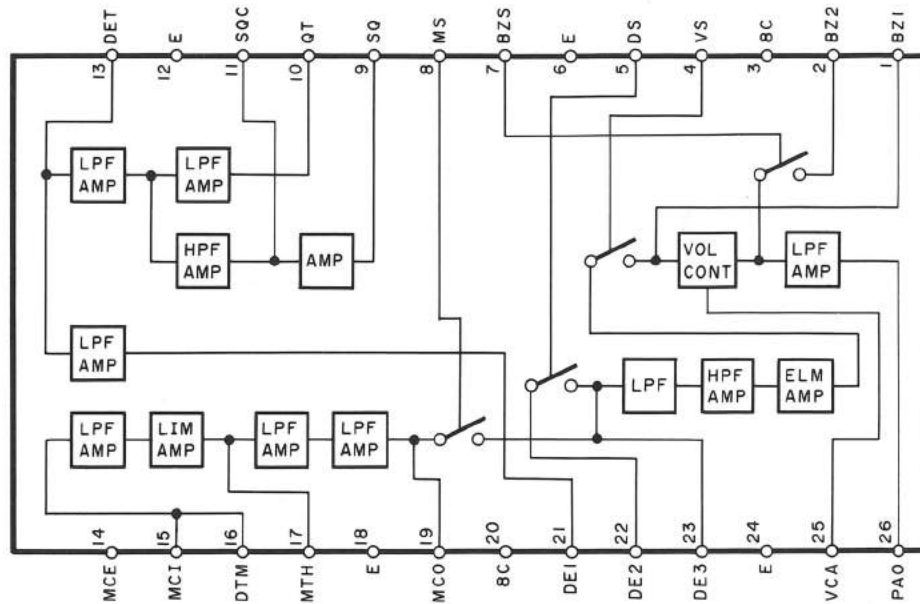 DET E SQC QT SQ MS BZS E DS VS 8C BZ2 BZ1
13 12 11 10 9 8 7 6 5 4 3 2 1
LPF AMP
LPF AMP
HPF AMP
AMP
VOL CONT
LPF AMP
LPF AMP
LPF
HPF AMP
ELM AMP
LPF AMP
LIM AMP
LPF AMP
LPF AMP
14 15 16 17 18 19 20 21 22 23 24 25 26
MCE MCI DTM MTH E MCO 8C DE1 DE2 DE3 E VCA PAO